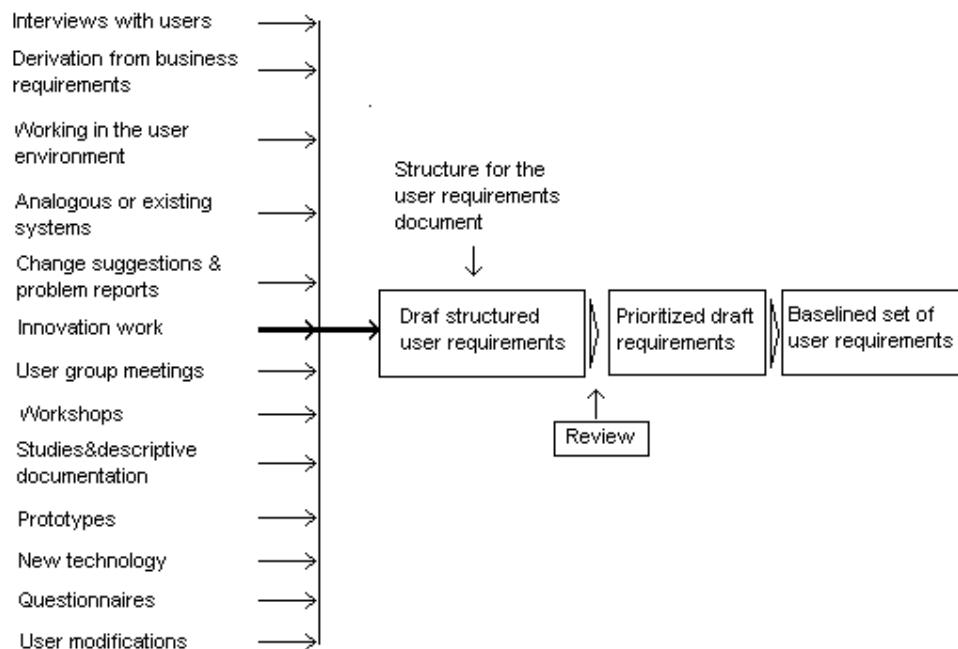 Interviews with users
Derivation from business
requirements
Working in the user
environment
Analogous or existing
systems
Change suggestions &
problem reports
Innovation work
User group meetings
Workshops
Studies&descriptive
documentation
Prototypes
New technology
Questionnaires
User modifications
Structure for the
user requirements
document
Draf structured
user requirements
Prioritized draft
requirements
Baselined set of
user requirements
Review